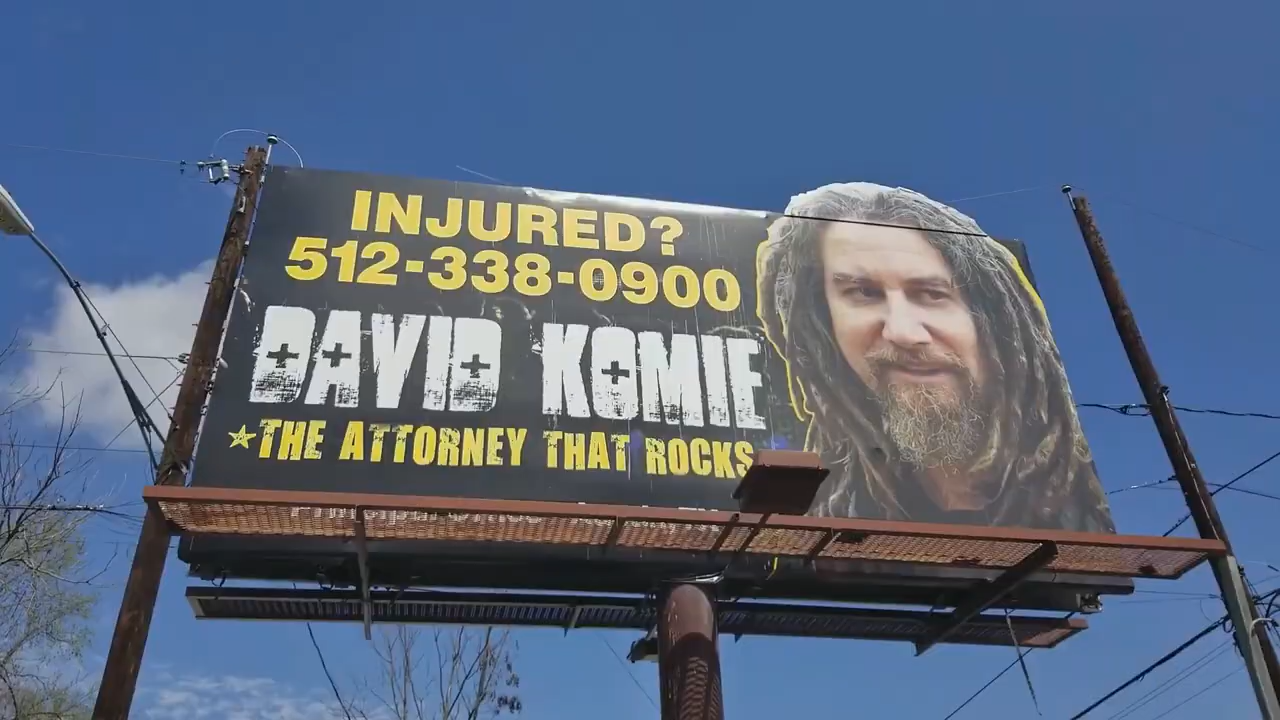 INJURED?
512-338-0900
DAVID KOMIE
THE ATTORNEY THAT ROCKS